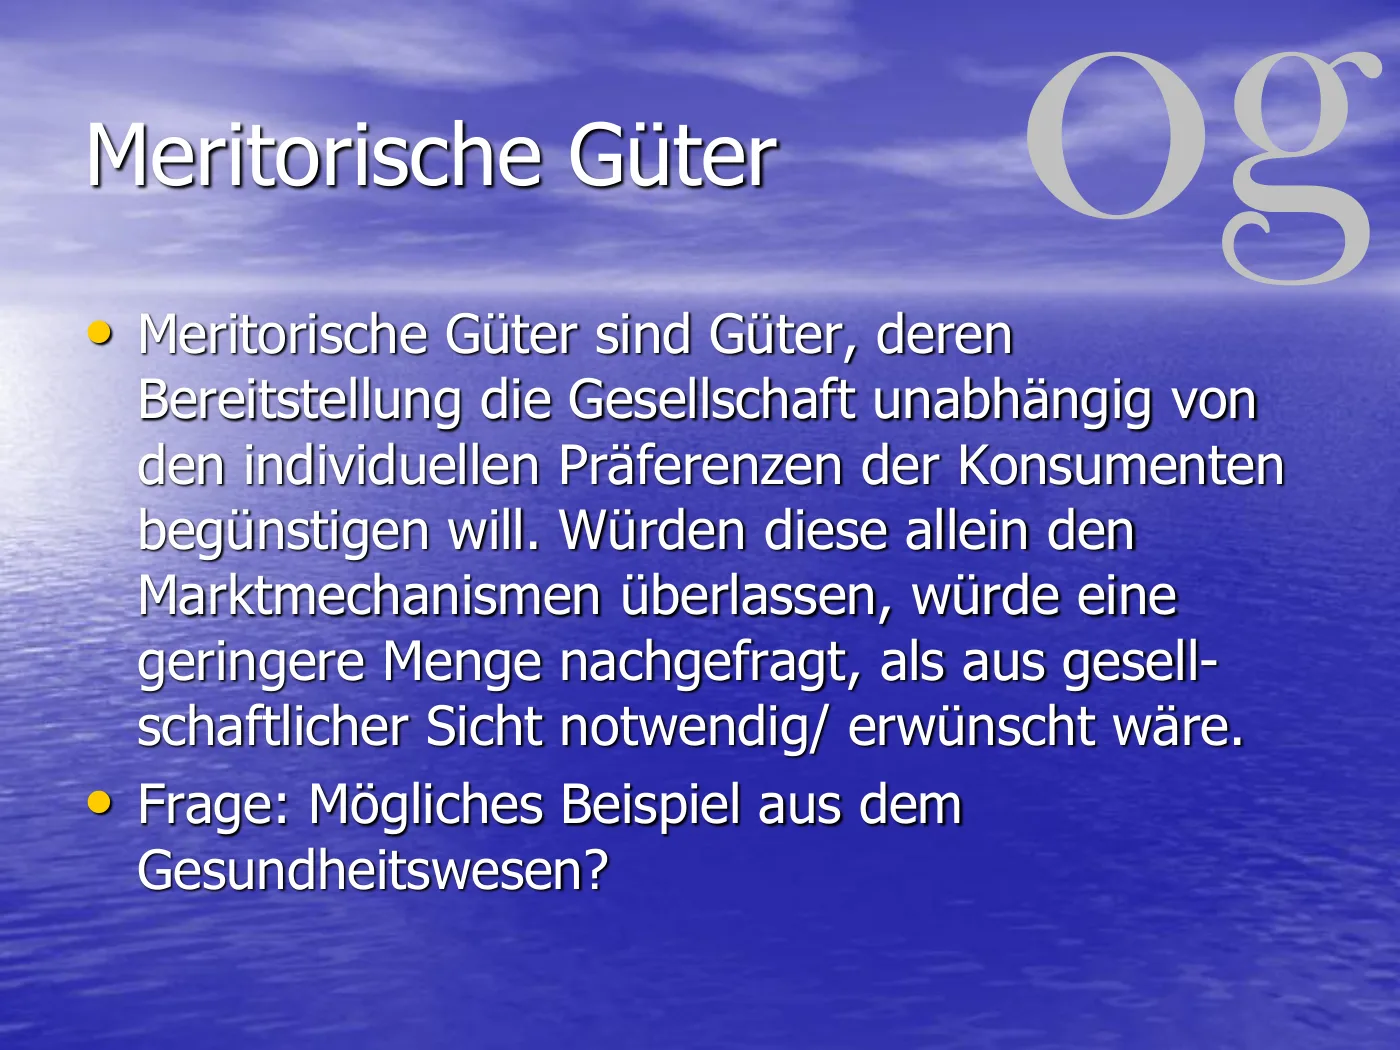 og
Meritorische Güter
• Meritorische Güter sind Güter, deren
Bereitstellung die Gesellschaft unabhängig von
den individuellen Präferenzen der Konsumenten
begünstigen will. Würden diese allein den
Marktmechanismen überlassen, würde eine
geringere Menge nachgefragt, als aus gesell-
schaftlicher Sicht notwendig/ erwünscht wäre.
• Frage: Mögliches Beispiel aus dem
Gesundheitswesen?